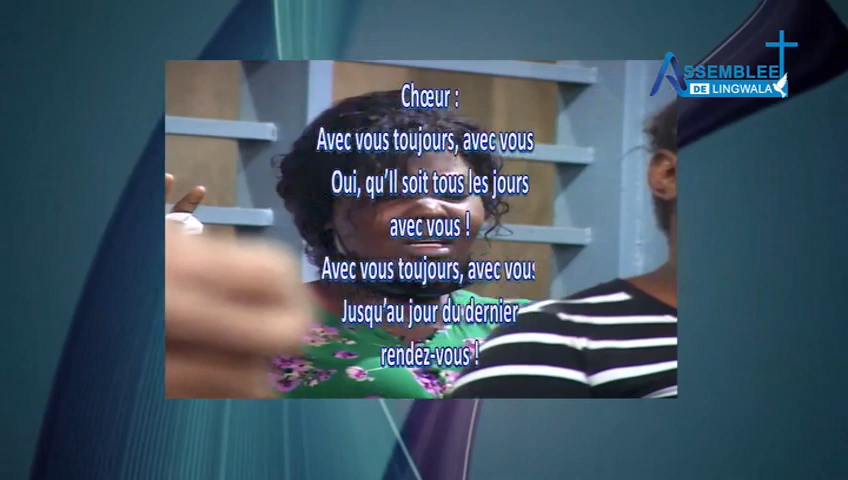 ASSEMBLEE
DE LINGWALA
Chœur :
Avec vous toujours, avec vous
Oui, qu’Il soit tous les jours
avec vous !
Avec vous toujours, avec vous
Jusqu’au jour du dernier
rendez-vous !